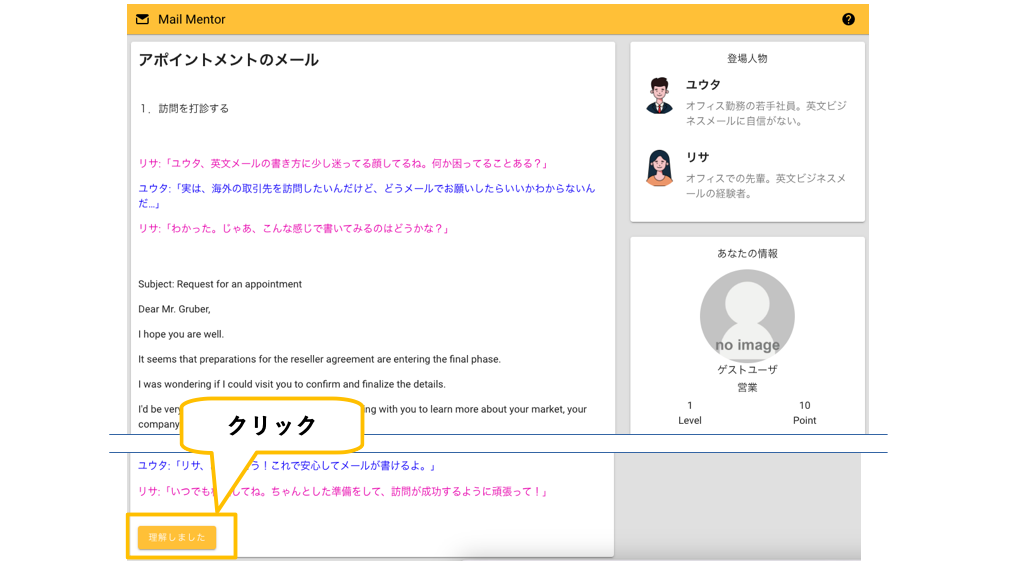 Mail Mentor
アポイントメントのメール
1. 訪問を打診する
リサ:「ユウタ、英文メールの書き方に少し迷ってる顔してるね。何か困ってることある？」
ユウタ:「実は、海外の取引先を訪問したいんだけど、どうメールでお願いしたらいいかわからないん
だ…」
リサ:「わかった。じゃあ、こんな感じで書いてみるのはどうかな？」
Subject: Request for an appointment
Dear Mr. Gruber,
I hope you are well.
It seems that preparations for the reseller agreement are entering the final phase.
I was wondering if I could visit you to confirm and finalize the details.
I'd be ing with you to learn more about your market, your
company
クリック
ユウタ:「リサ、 う！これで安心してメールが書けるよ。」
リサ:「いつでも してね。ちゃんとした準備をして、訪問が成功するように頑張って！」
理解しました
登場人物
ユウタ
オフィス勤務の若手社員。英文ビジ
ネスメールに自信がない。
リサ
オフィスでの先輩。英文ビジネスメ
ールの経験者。
あなたの情報
no image
ゲストユーザ
営業
1 10
Level Point